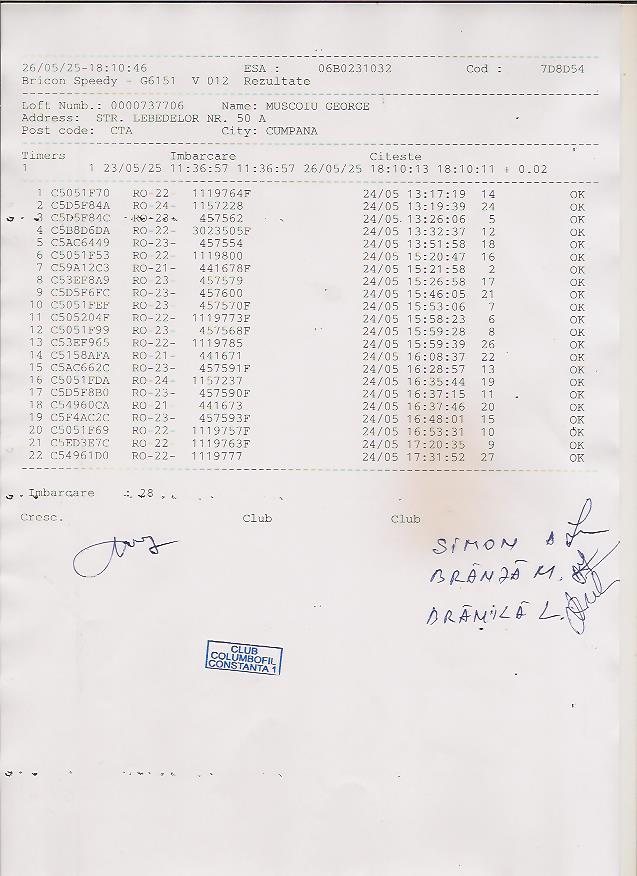 26/05/25-18:10:46 ESA : 06B0231032 Cod : 7D8D54
Bricon Speedy - G6151 V 012 Rezultate
Loft Numb.: 0000737706 Name: MUSCOIU GEORGE
Address: STR. LEBEDELOR NR. 50 A
Post code: CTA City: CUMPANA
Timers Imbarcare Citeste
1 1 23/05/25 11:36:57 11:36:57 26/05/25 18:10:13 18:10:11 + 0.02
1 C5051F70 RO-22- 1119764F 24/05 13:17:19 14 OK
2 C5D5F84A RO-24- 1157228 24/05 13:19:39 24 OK
3 C5D5F84C RO-23- 457562 24/05 13:26:06 5 OK
4 C5B8D6DA RO-22- 3023505F 24/05 13:32:37 12 OK
5 C5AC6449 RO-23- 457554 24/05 13:51:58 18 OK
6 C5051F53 RO-22- 1119800 24/05 15:20:47 16 OK
7 C59A12C3 RO-21- 441678F 24/05 15:21:58 2 OK
8 C53EF8A9 RO-23- 457579 24/05 15:26:58 17 OK
9 C5D5F6FC RO-23- 457600 24/05 15:46:05 21 OK
10 C5051FEF RO-23- 457570F 24/05 15:53:06 7 OK
11 C505204F RO-22- 1119773F 24/05 15:58:23 6 OK
12 C5051F99 RO-23- 457568F 24/05 15:59:28 8 OK
13 C53EF965 RO-22- 1119785 24/05 15:59:39 26 OK
14 C5158AFA RO-21- 441671 24/05 16:08:37 22 OK
15 C5AC662C RO-23- 457591F 24/05 16:28:57 13 OK
16 C5051FDA RO-24- 1157237 24/05 16:35:44 19 OK
17 C5D5F8B0 RO-23- 457590F 24/05 16:37:15 11 OK
18 C54960CA RO-21- 441673 24/05 16:37:46 20 OK
19 C5F4AC2C RO-23- 457593F 24/05 16:48:01 15 OK
20 C5051F69 RO-22- 1119757F 24/05 16:53:31 10 OK
21 C5ED3E7C RO-22- 1119763F 24/05 17:20:35 9 OK
22 C54961D0 RO-22- 1119777 24/05 17:31:52 27 OK
Imbarcare : 28
Cresc. Club Club
SIMON A
BRÂNZĂ M.
DRĂMILĂ L.
CLUB
COLUMBOFIL
CONSTANTA 1